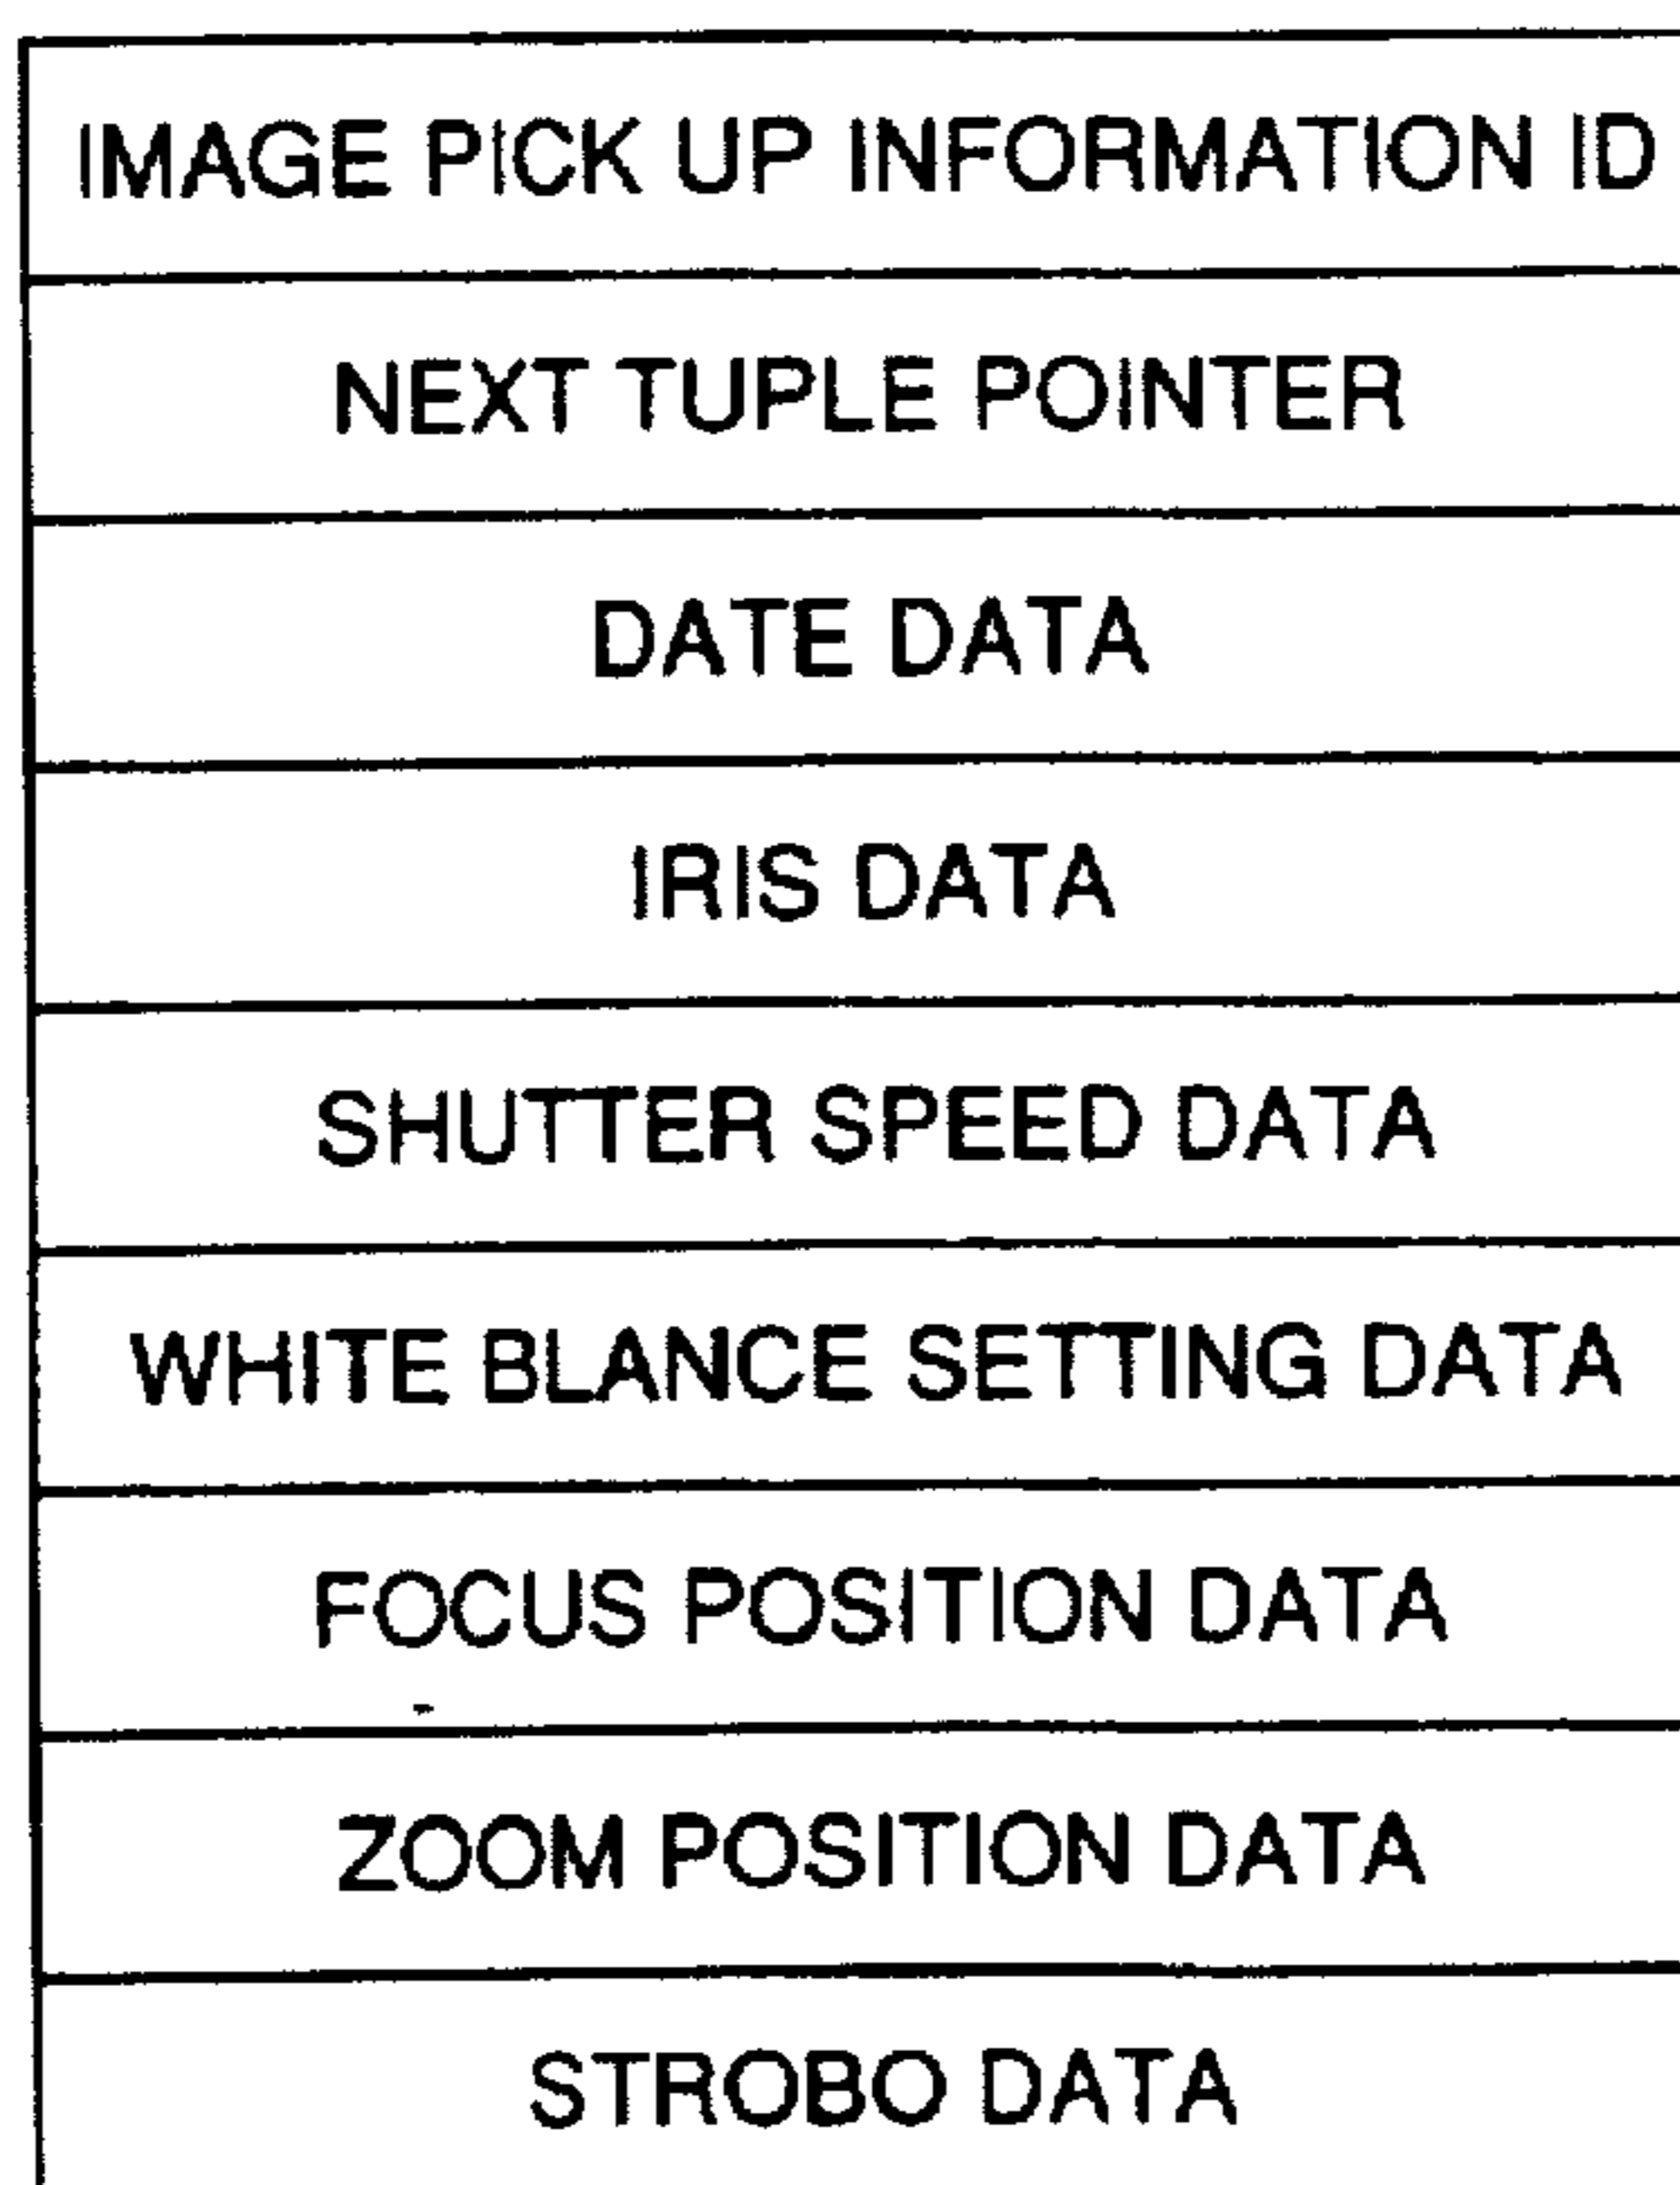 IMAGE PICK UP INFORMATION ID
NEXT TUPLE POINTER
DATE DATA
IRIS DATA
SHUTTER SPEED DATA
WHITE BLANCE SETTING DATA
FOCUS POSITION DATA
ZOOM POSITION DATA
STROBO DATA